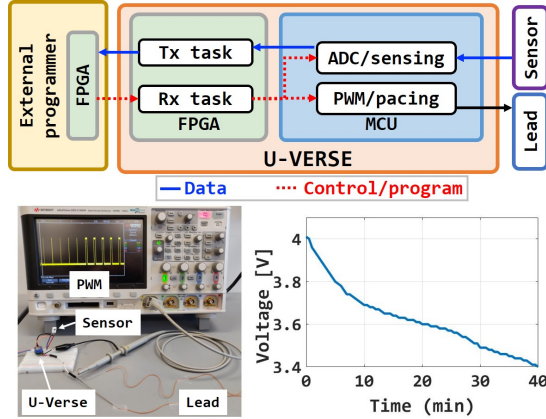 External
programmer
FPGA
Tx task
Rx task
FPGA
ADC/sensing
PWM/pacing
MCU
U-VERSE
Sensor
Lead
Data
Control/program
PWM
Sensor
U-Verse
Lead
Voltage [V]
4
3.8
3.6
3.4
0
10
20
30
40
Time (min)